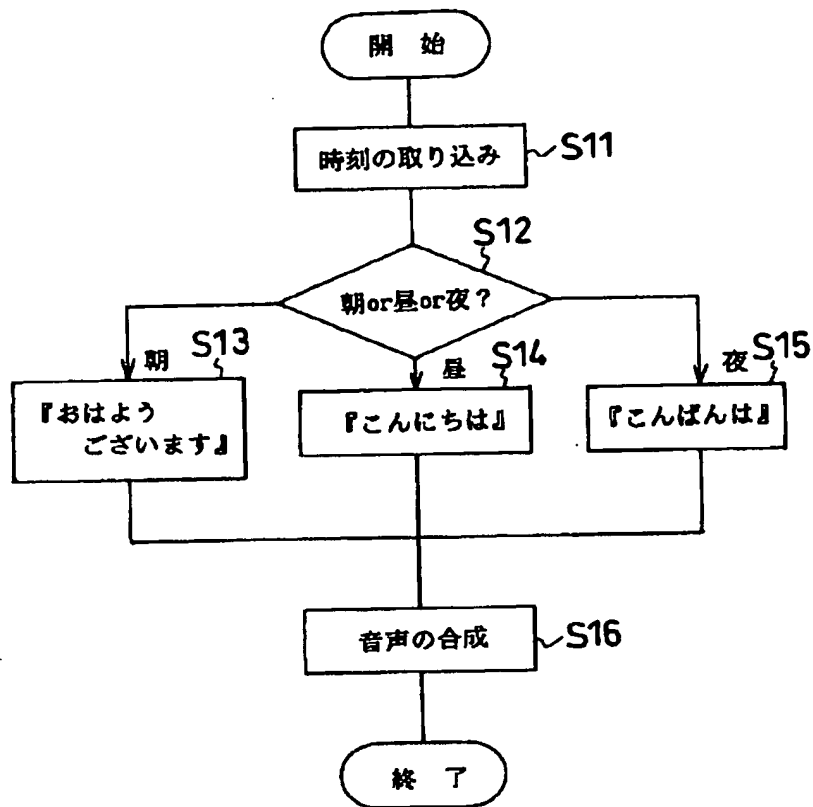 開 始
時刻の取り込み
S11
S12
朝or昼or夜?
朝
S13
昼
S14
夜
S15
『おはよう
ございます』
『こんにちは』
『こんばんは』
音声の合成
S16
終 了